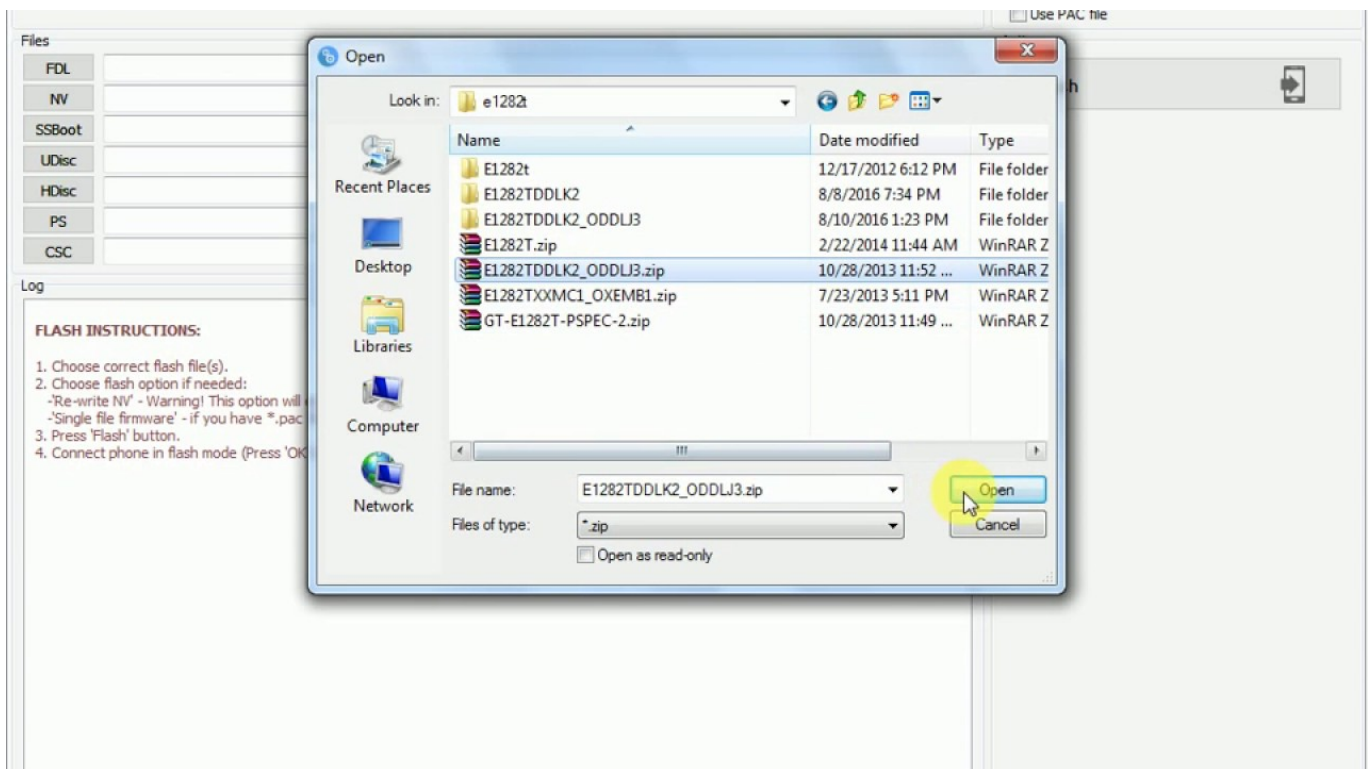 Use PAC file
Files
FDL
NV
SSBoot
UDisc
HDisc
PS
CSC
Log
FLASH INSTRUCTIONS:
1. Choose correct flash file(s).
2. Choose flash option if needed:
-'Re-write NV' - Warning! This option will
-'Single file firmware' - if you have *.pac
3. Press 'Flash' button.
4. Connect phone in flash mode (Press 'OK
Open
Look in: e1282t
Recent Places
Desktop
Libraries
Computer
Network
Name Date modified Type
E1282t 12/17/2012 6:12 PM File folder
E1282TDDLK2 8/8/2016 7:34 PM File folder
E1282TDDLK2_ODDLJ3 8/10/2016 1:23 PM File folder
E1282T.zip 2/22/2014 11:44 AM WinRAR Z
E1282TDDLK2_ODDLJ3.zip 10/28/2013 11:52 ... WinRAR Z
E1282TXXMC1_OXEMB1.zip 7/23/2013 5:11 PM WinRAR Z
GT-E1282T-PSPEC-2.zip 10/28/2013 11:49 ... WinRAR Z
File name: E1282TDDLK2_ODDLJ3.zip Open
Files of type: *.zip Cancel
Open as read-only
h